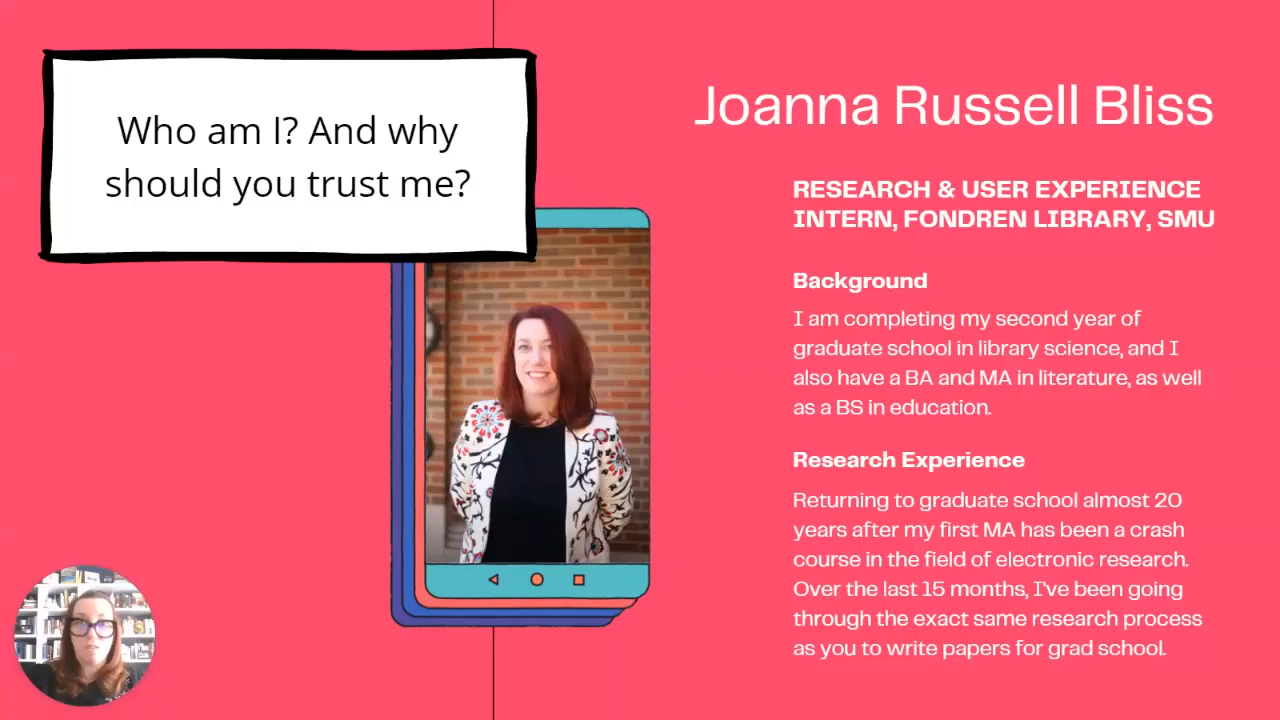 Who am I? And why
should you trust me?
Joanna Russell Bliss
RESEARCH & USER EXPERIENCE
INTERN, FONDREN LIBRARY, SMU
Background
I am completing my second year of
graduate school in library science, and I
also have a BA and MA in literature, as well
as a BS in education.
Research Experience
Returning to graduate school almost 20
years after my first MA has been a crash
course in the field of electronic research.
Over the last 15 months, I've been going
through the exact same research process
as you to write papers for grad school.